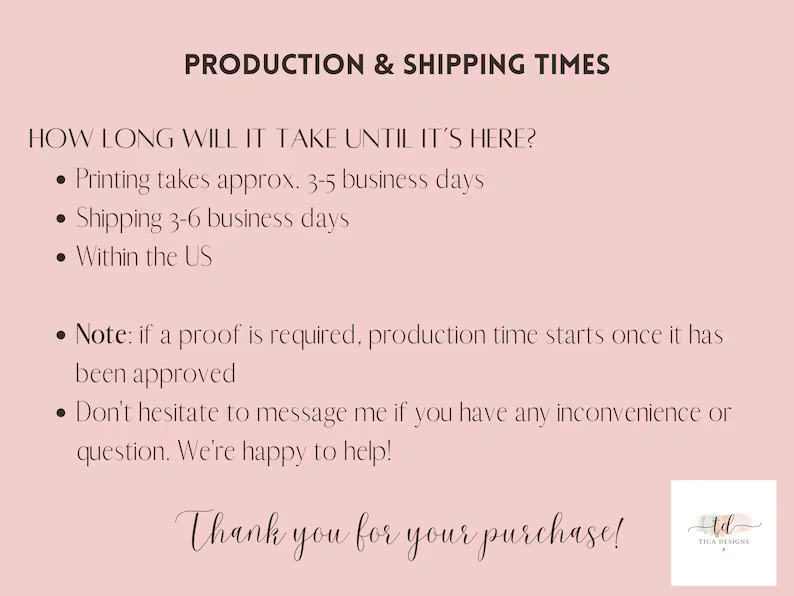 PRODUCTION & SHIPPING TIMES
HOW LONG WILL IT TAKE UNTIL IT'S HERE?
• Printing takes approx. 3-5 business days
• Shipping 3-6 business days
• Within the US
• Note: if a proof is required, production time starts once it has
been approved
• Don't hesitate to message me if you have any inconvenience or
question. We're happy to help!
Thank you for your purchase!
td
TICA DESIGNS